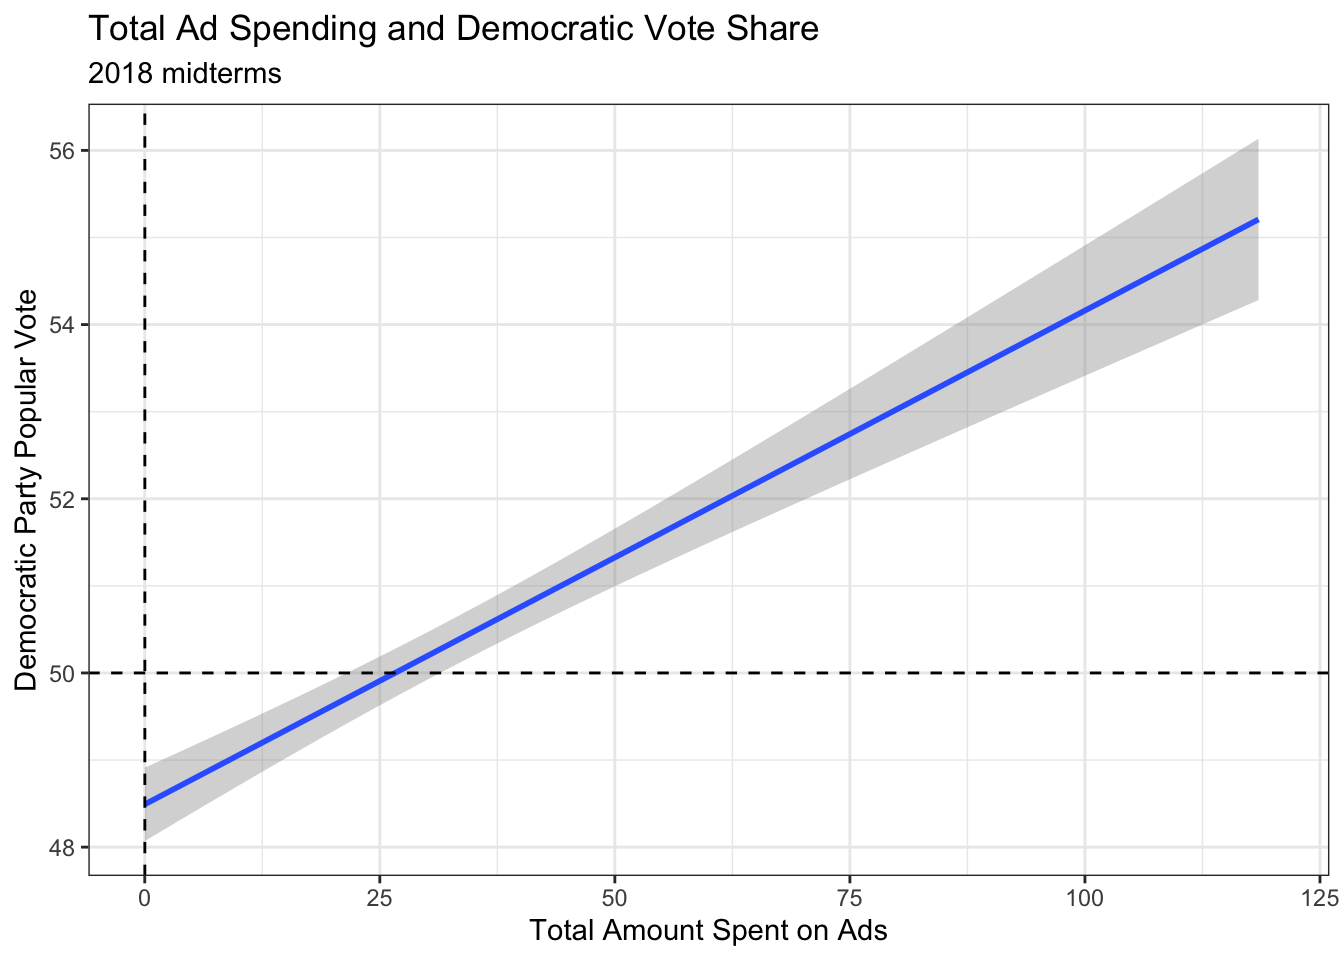 Total Ad Spending and Democratic Vote Share
2018 midterms
Democratic Party Popular Vote
56
54
52
50
48
0 25 50 75 100 125
Total Amount Spent on Ads